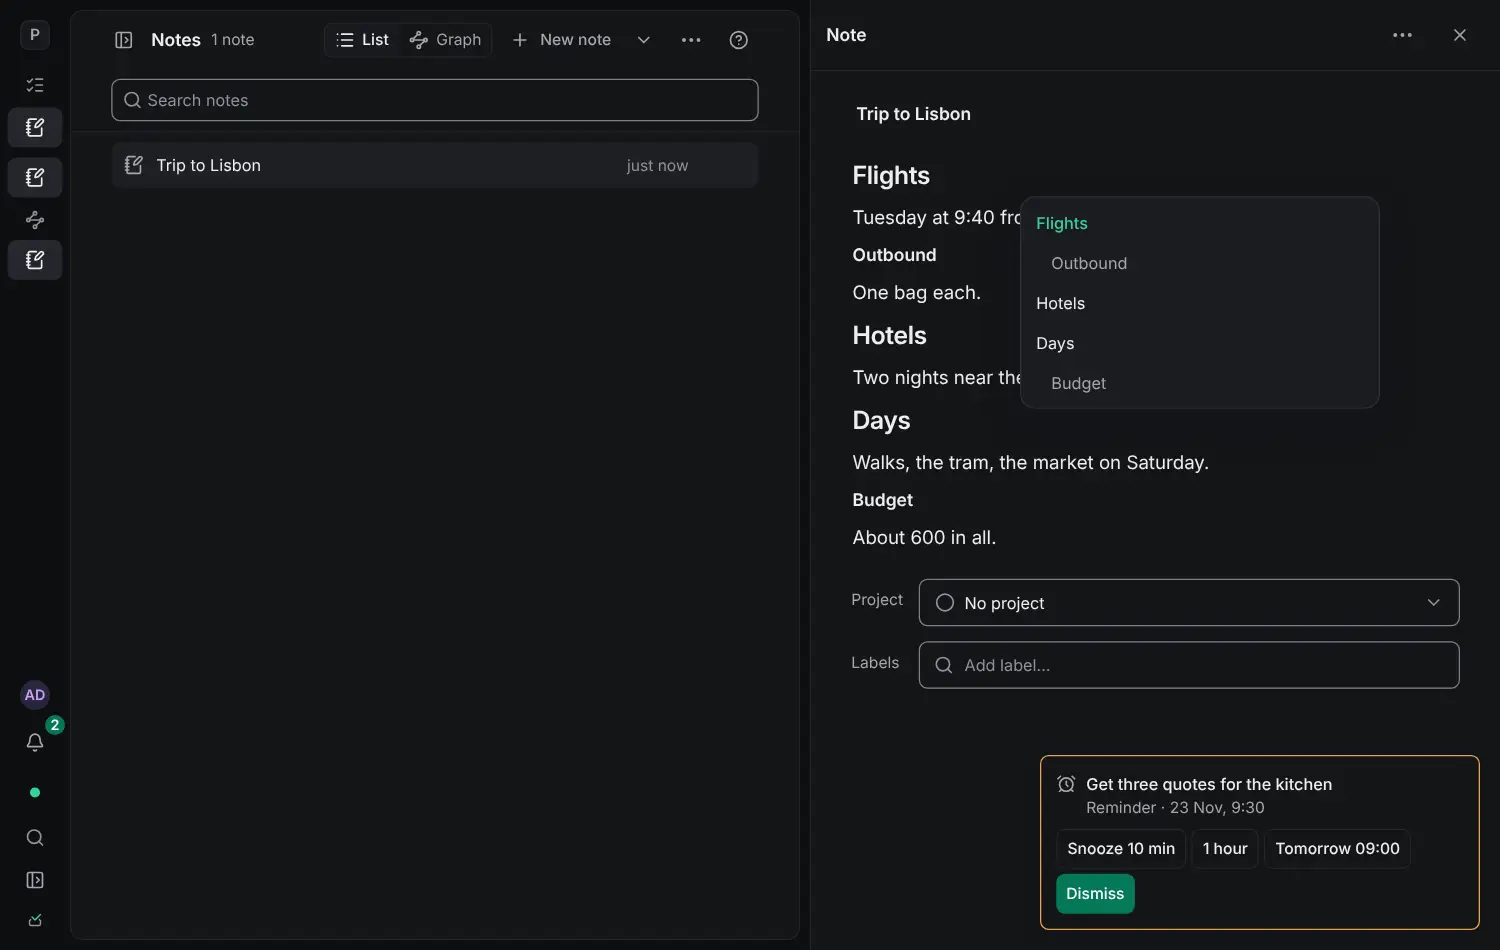 P
Notes 1 note
List
Graph
New note
Search notes
Trip to Lisbon
just now
AD
2
Note
Trip to Lisbon
Flights
Tuesday at 9:40
Outbound
One bag each.
Hotels
Two nights near
Days
Walks, the tram, the market on Saturday.
Budget
About 600 in all.
Flights
Outbound
Hotels
Days
Budget
Project
No project
Labels
Add label...
Get three quotes for the kitchen
Reminder · 23 Nov, 9:30
Snooze 10 min
1 hour
Tomorrow 09:00
Dismiss